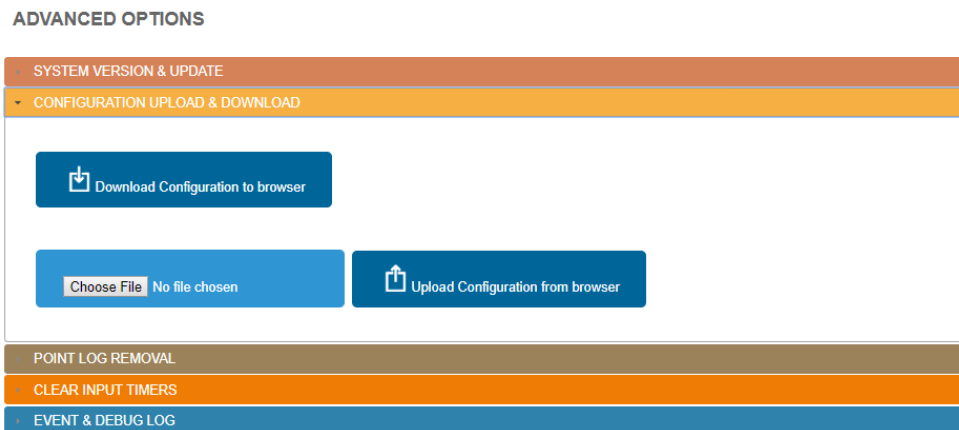 ADVANCED OPTIONS
SYSTEM VERSION & UPDATE
CONFIGURATION UPLOAD & DOWNLOAD
Download Configuration to browser
Choose File No file chosen
Upload Configuration from browser
POINT LOG REMOVAL
CLEAR INPUT TIMERS
EVENT & DEBUG LOG